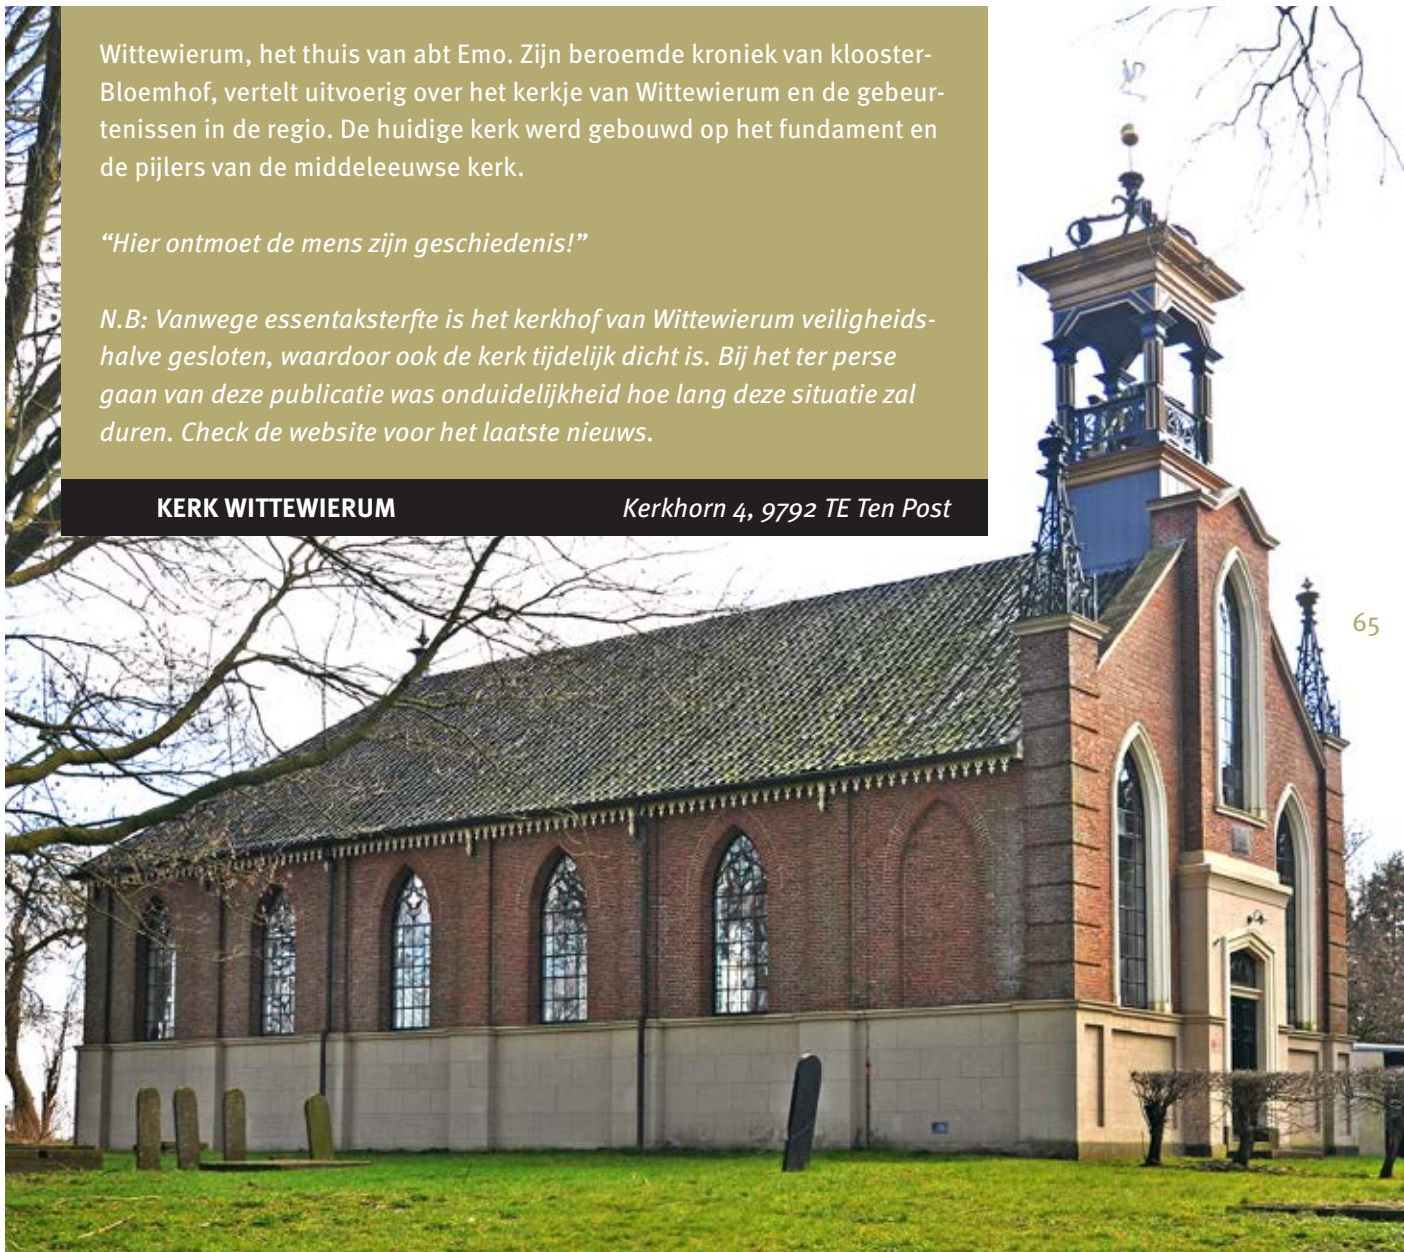 Wittewierum, het thuis van abt Emo. Zijn beroemde kroniek van klooster-
Bloemhof, vertelt uitvoerig over het kerkje van Wittewierum en de gebeur-
tenissen in de regio. De huidige kerk werd gebouwd op het fundament en
de pijlers van de middeleeuwse kerk.
“Hier ontmoet de mens zijn geschiedenis!”
N.B: Vanwege essentaksterfte is het kerkhof van Wittewierum veiligheids-
halve gesloten, waardoor ook de kerk tijdelijk dicht is. Bij het ter perse
gaan van deze publicatie was onduidelijkheid hoe lang deze situatie zal
duren. Check de website voor het laatste nieuws.
KERK WITTEWIERUM Kerkhorn 4, 9792 TE Ten Post
65